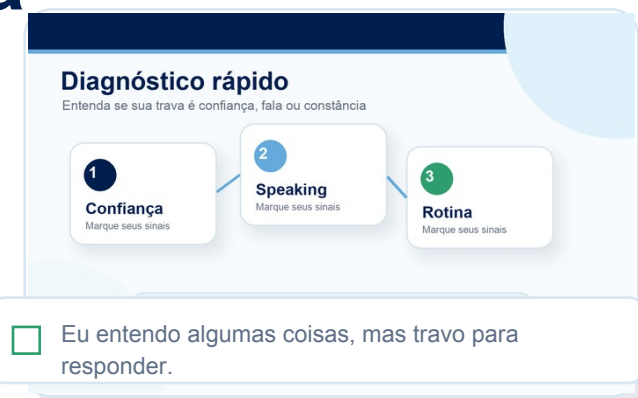 Diagnóstico rápido
Entenda se sua trava é confiança, fala ou constância
1
Confiança
Marque seus sinais
2
Speaking
Marque seus sinais
3
Rotina
Marque seus sinais
Eu entendo algumas coisas, mas travo para
responder.